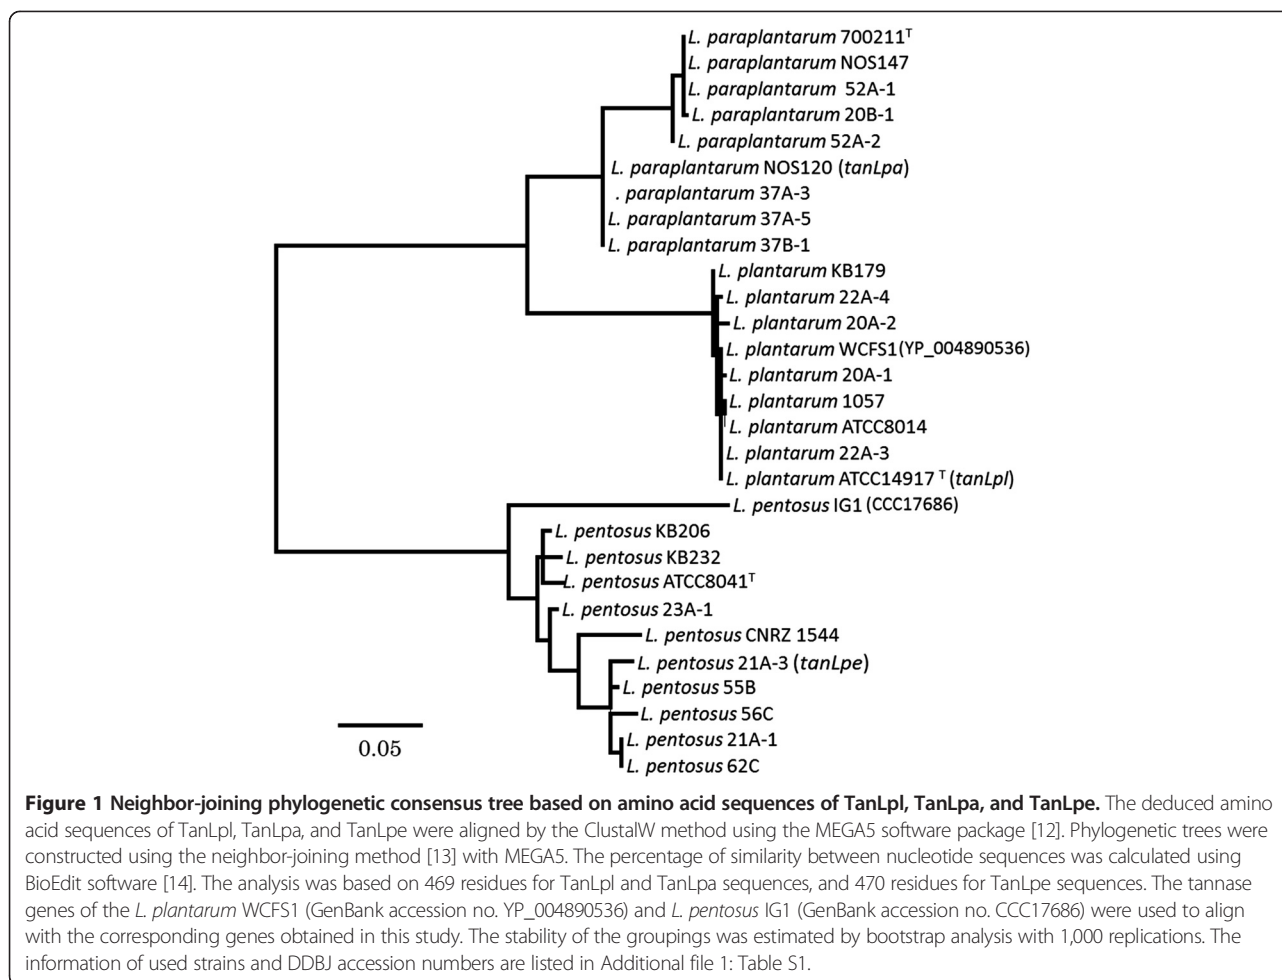 L. paraplantarum 700211ᵀ
L. paraplantarum NOS147
L. paraplantarum 52A-1
L. paraplantarum 20B-1
L. paraplantarum 52A-2
L. paraplantarum NOS120 (tanLpa)
. paraplantarum 37A-3
L. paraplantarum 37A-5
L. paraplantarum 37B-1
L. plantarum KB179
L. plantarum 22A-4
L. plantarum 20A-2
L. plantarum WCFS1(YP_004890536)
L. plantarum 20A-1
L. plantarum 1057
L. plantarum ATCC8014
L. plantarum 22A-3
L. plantarum ATCC14917 ᵀ (tanLpl)
L. pentosus IG1 (CCC17686)
L. pentosus KB206
L. pentosus KB232
L. pentosus ATCC8041ᵀ
L. pentosus 23A-1
L. pentosus CNRZ 1544
L. pentosus 21A-3 (tanLpe)
L. pentosus 55B
L. pentosus 56C
L. pentosus 21A-1
L. pentosus 62C
0.05
Figure 1 Neighbor-joining phylogenetic consensus tree based on amino acid sequences of TanLpl, TanLpa, and TanLpe. The deduced amino
acid sequences of TanLpl, TanLpa, and TanLpe were aligned by the ClustalW method using the MEGA5 software package [12]. Phylogenetic trees were
constructed using the neighbor-joining method [13] with MEGA5. The percentage of similarity between nucleotide sequences was calculated using
BioEdit software [14]. The analysis was based on 469 residues for TanLpl and TanLpa sequences, and 470 residues for TanLpe sequences. The tannase
genes of the L. plantarum WCFS1 (GenBank accession no. YP_004890536) and L. pentosus IG1 (GenBank accession no. CCC17686) were used to align
with the corresponding genes obtained in this study. The stability of the groupings was estimated by bootstrap analysis with 1,000 replications. The
information of used strains and DDBJ accession numbers are listed in Additional file 1: Table S1.